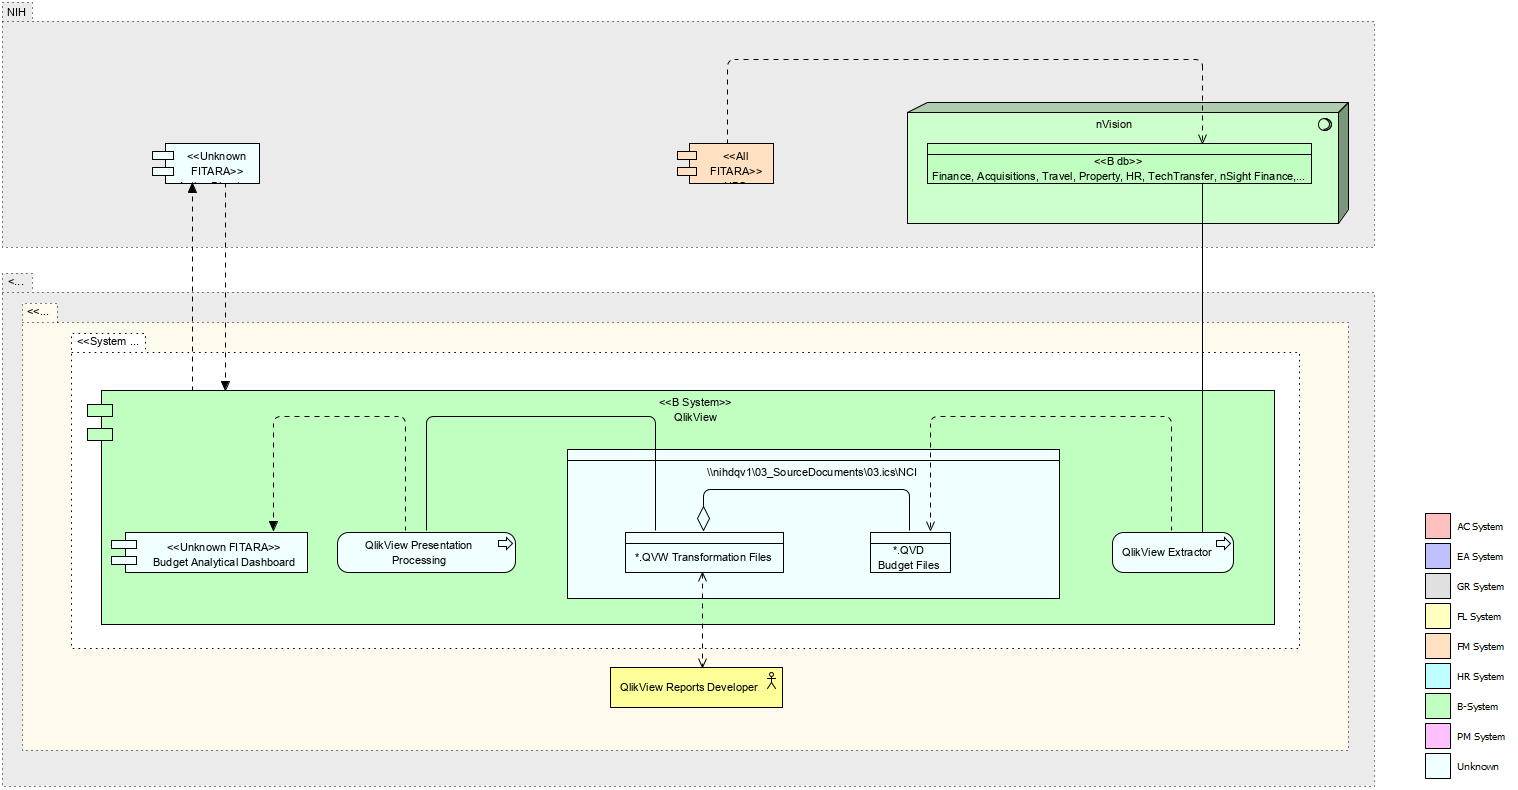 NIH
nVision
<<Unknown
FITARA>>
<<All
FITARA>>
<<B db>>
Finance, Acquisitions, Travel, Property, HR, TechTransfer, nSight Finance,...
<...
<<...
<<System ...
<<B System>>
QlikView
\\nihdqv1\03_SourceDocuments\03.ics\NCI
<<Unknown FITARA>>
Budget Analytical Dashboard
QlikView Presentation
Processing
*.QVW Transformation Files
*.QVD
Budget Files
QlikView Extractor
QlikView Reports Developer
AC System
EA System
GR System
FL System
FM System
HR System
B-System
PM System
Unknown